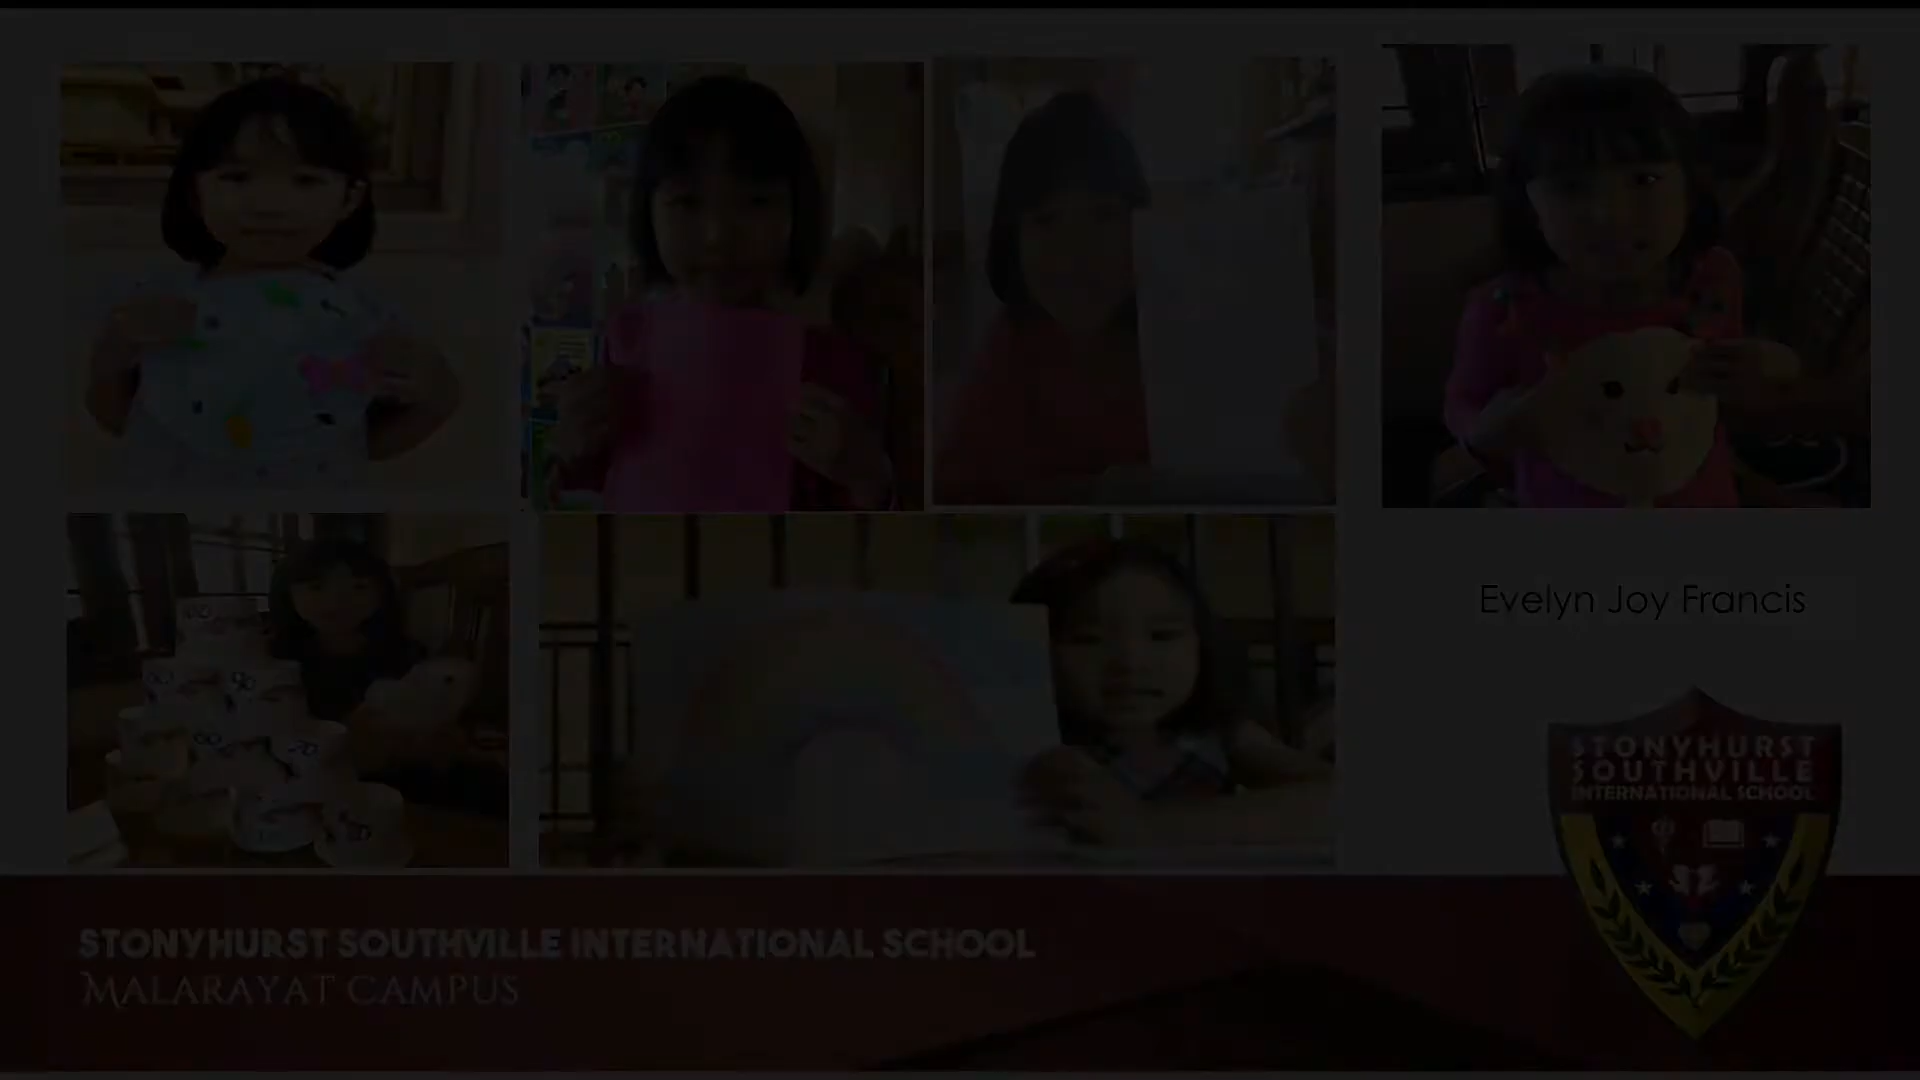 Evelyn Joy Francis
STONYHURST
SOUTHVILLE
INTERNATIONAL SCHOOL
STONYHURST SOUTHVILLE INTERNATIONAL SCHOOL
MALARAYAT CAMPUS